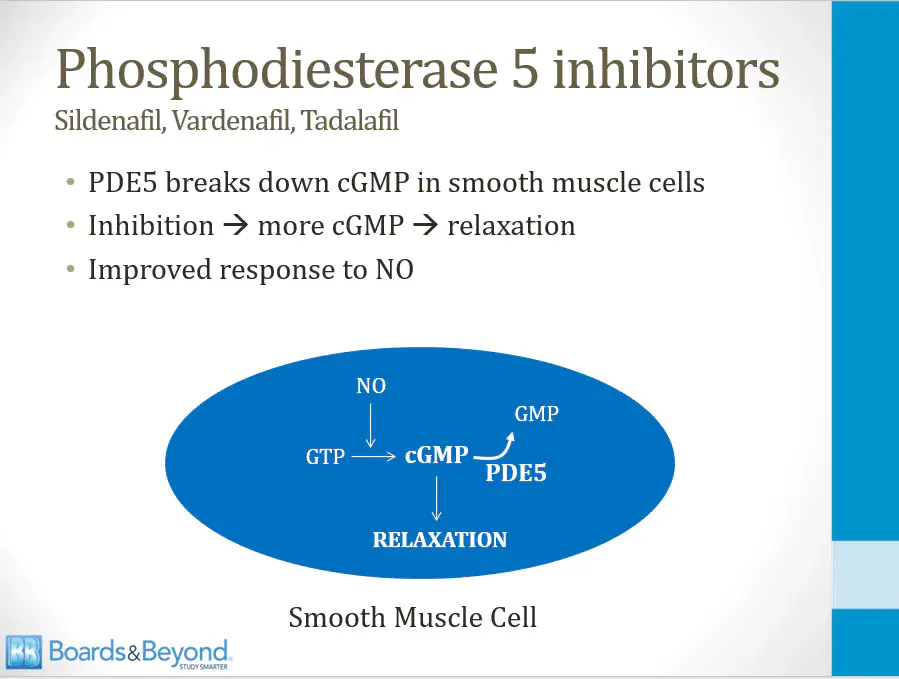 Phosphodiesterase 5 inhibitors
Sildenafil, Vardenafil, Tadalafil
• PDE5 breaks down cGMP in smooth muscle cells
• Inhibition → more cGMP → relaxation
• Improved response to NO
NO
GMP
GTP → cGMP
PDE5
RELAXATION
Smooth Muscle Cell
BB Boards&Beyond.
STUDY SMARTER